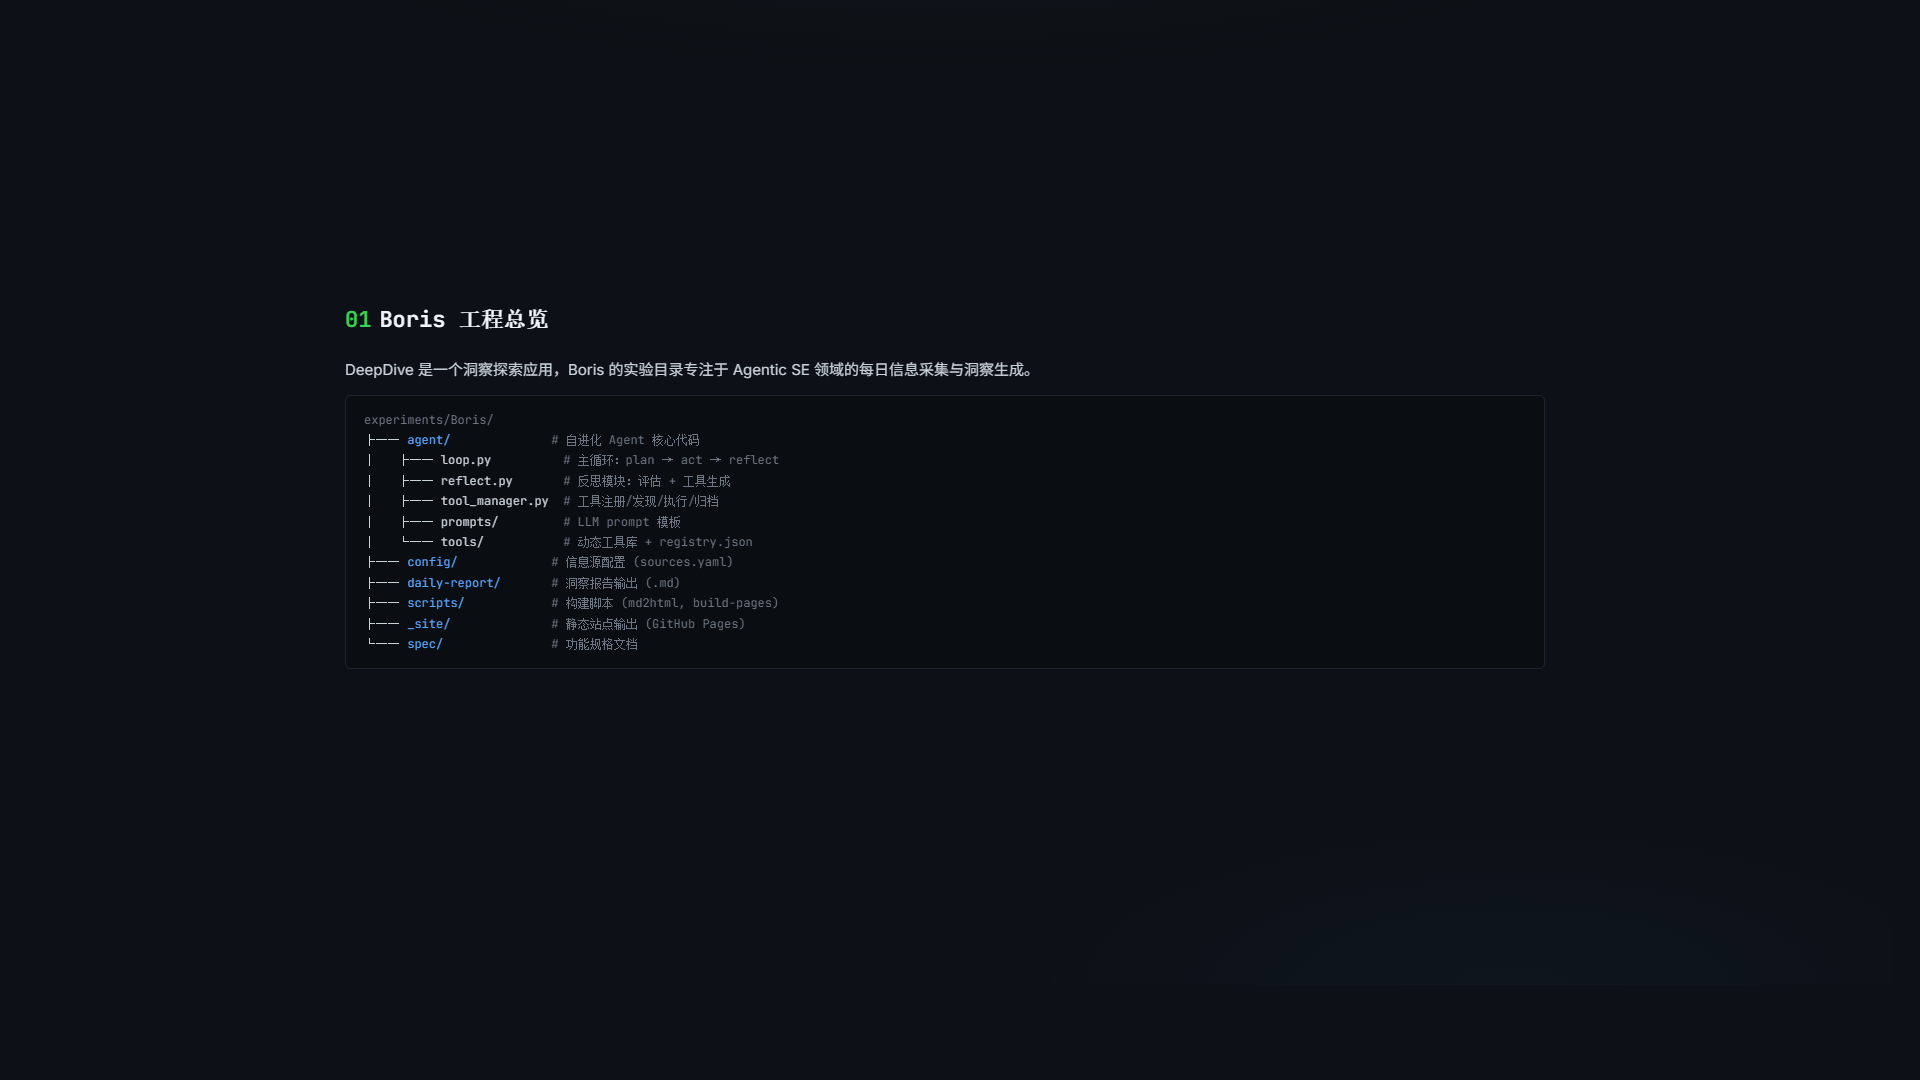 01 Boris 工程总览
DeepDive 是一个洞察探索应用，Boris 的实验目录专注于 Agentic SE 领域的每日信息采集与洞察生成。
experiments/Boris/
├── agent/              # 自进化 Agent 核心代码
│   ├── loop.py          # 主循环: plan → act → reflect
│   ├── reflect.py       # 反思模块: 评估 + 工具生成
│   ├── tool_manager.py  # 工具注册/发现/执行/归档
│   ├── prompts/         # LLM prompt 模板
│   └── tools/           # 动态工具库 + registry.json
├── config/             # 信息源配置 (sources.yaml)
├── daily-report/       # 洞察报告输出 (.md)
├── scripts/            # 构建脚本 (md2html, build-pages)
├── _site/              # 静态站点输出 (GitHub Pages)
└── spec/               # 功能规格文档